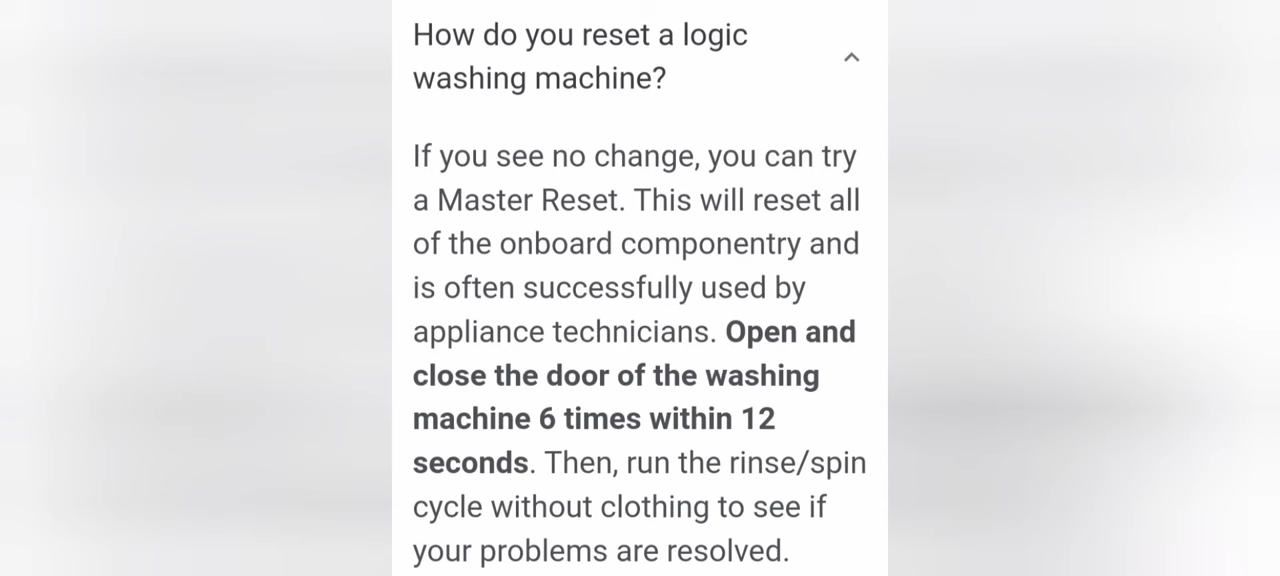 How do you reset a logic
washing machine?
If you see no change, you can try
a Master Reset. This will reset all
of the onboard componentry and
is often successfully used by
appliance technicians. Open and
close the door of the washing
machine 6 times within 12
seconds. Then, run the rinse/spin
cycle without clothing to see if
your problems are resolved.